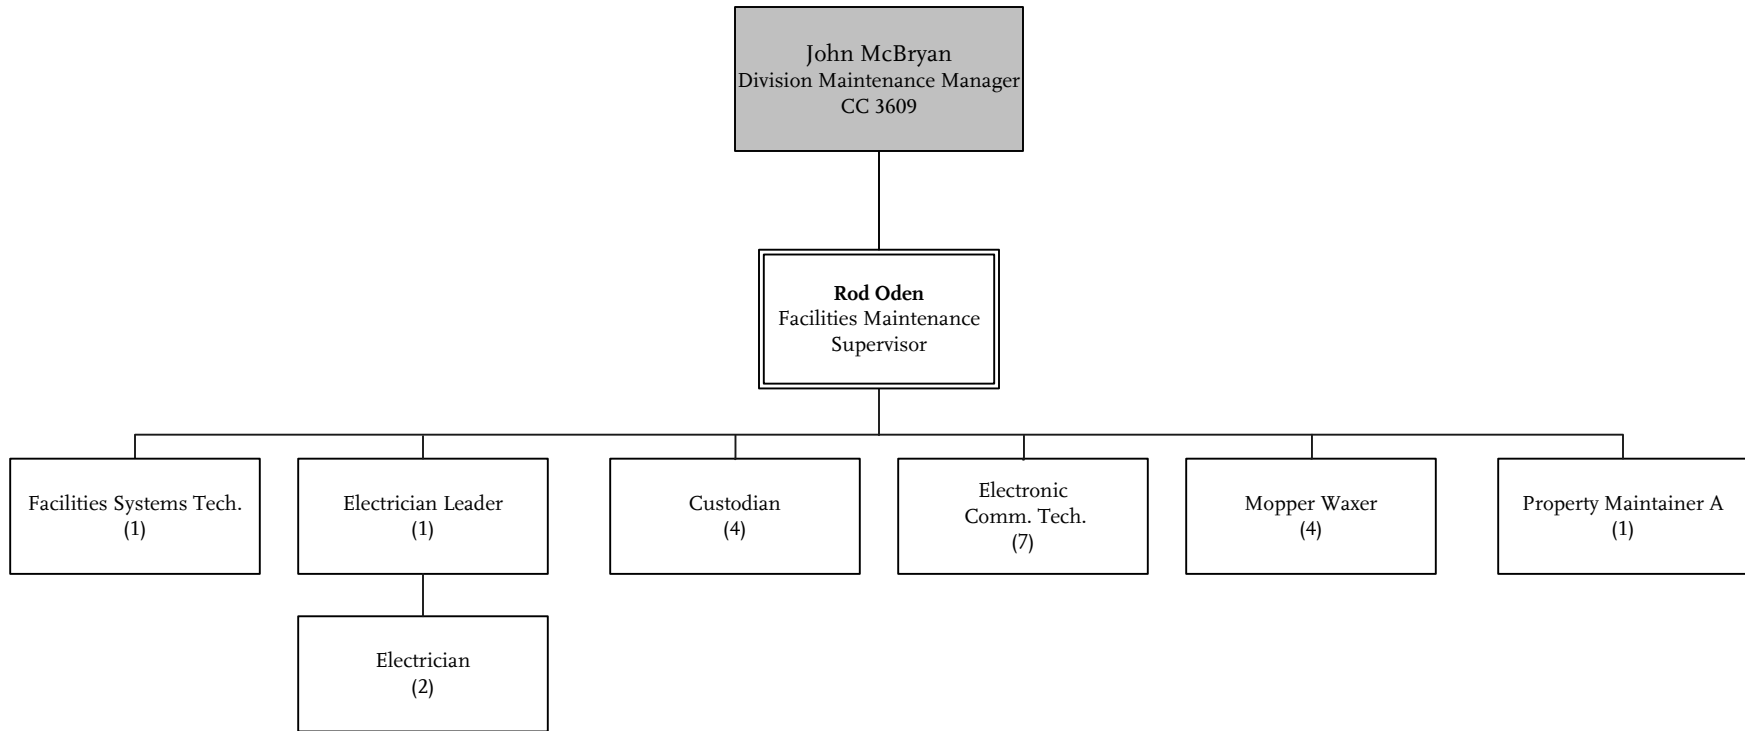 John McBryan
Division Maintenance Manager
CC 3609
Rod Oden
Facilities Maintenance
Supervisor
Facilities Systems Tech.
(1)
Electrician Leader
(1)
Custodian
(4)
Electronic
Comm. Tech.
(7)
Mopper Waxer
(4)
Property Maintainer A
(1)
Electrician
(2)